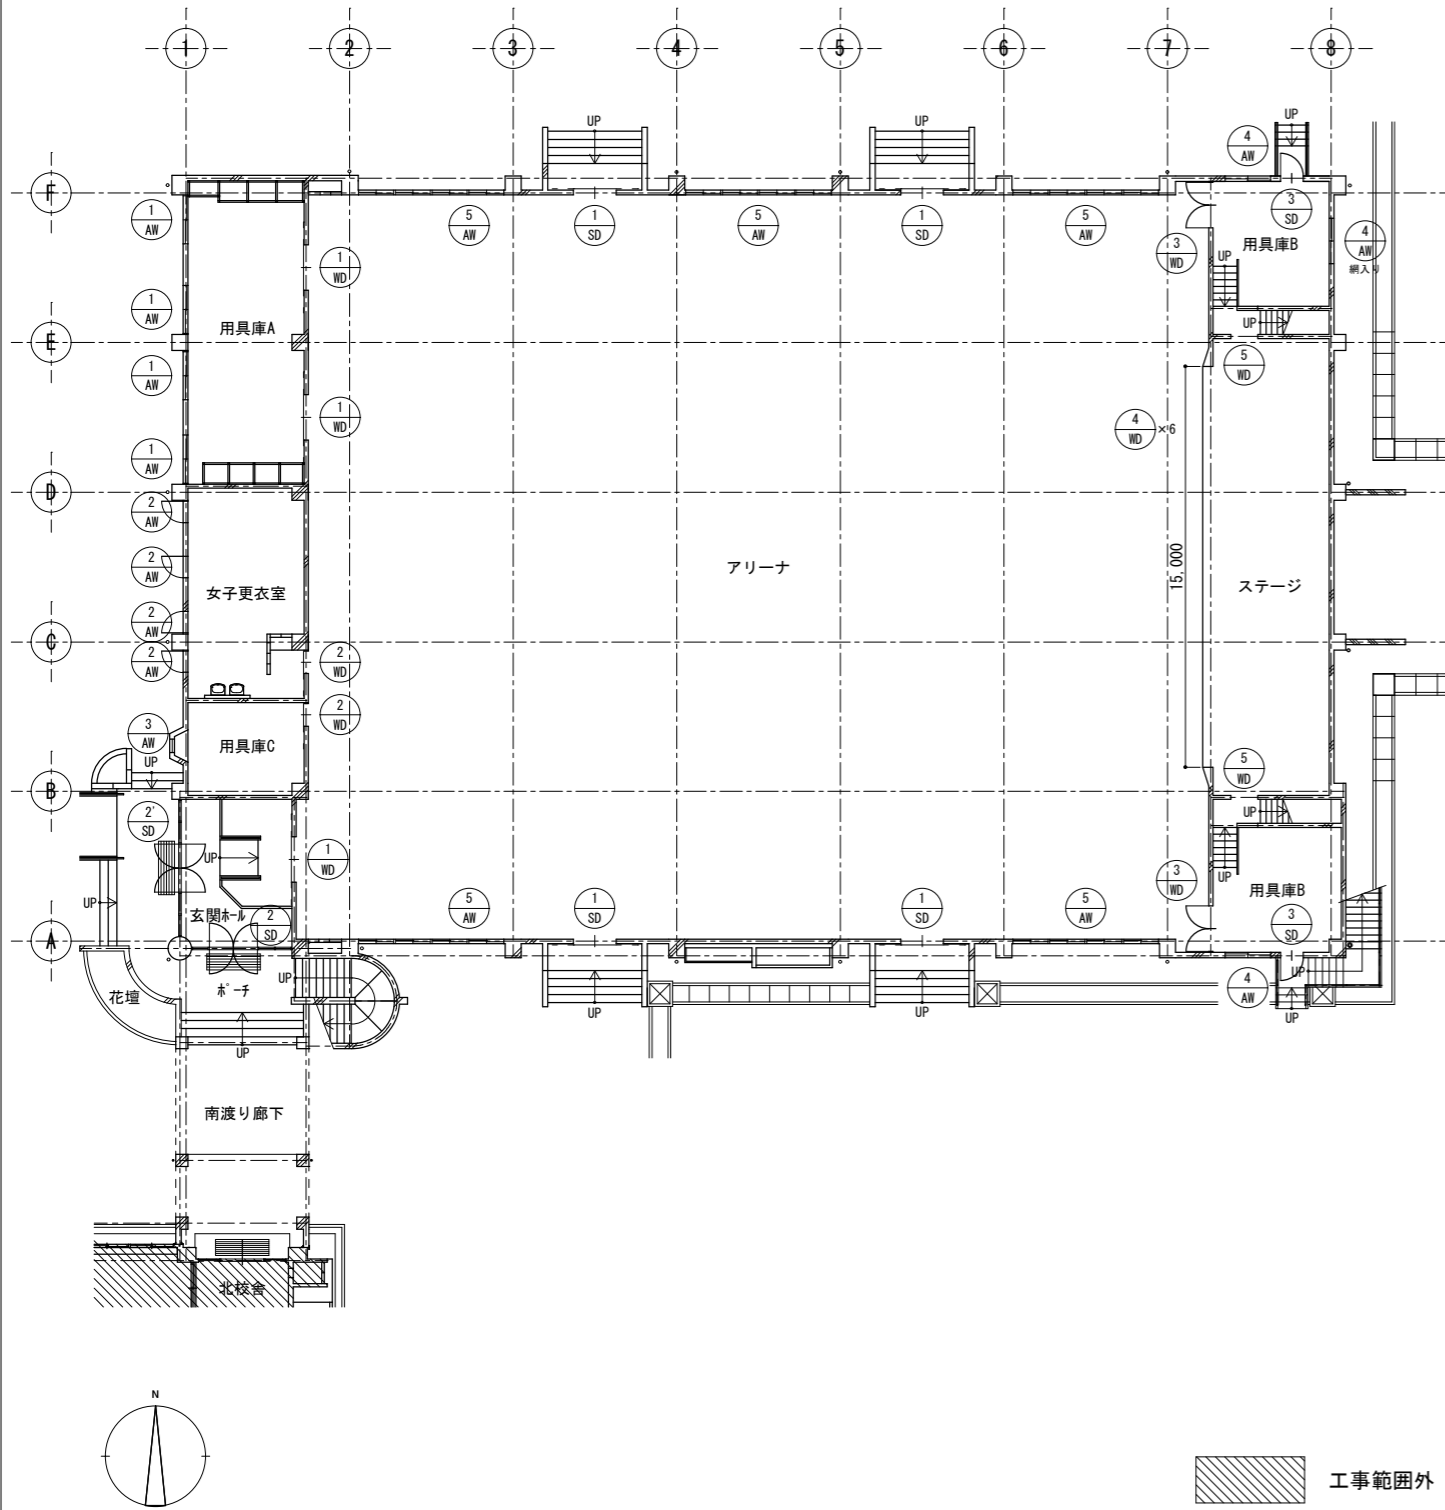 1 2 3 4 5 6 7 8
UP UP UP
4 AW
F
1 AW
5 AW
1 SD
5 AW
1 SD
5 AW
3 SD
用具庫B
4 AW
網入り
3 WD
UP
1 WD
1 AW
用具庫A
E
UP
1 AW
5 WD
1 WD
4 WD ×6
1 AW
D
2 AW
2 AW
アリーナ
15,000
女子更衣室
ステージ
2 AW
C
2 AW
2 WD
2 WD
3 AW
用具庫C
UP
5 WD
B
2' SD
UP
UP
1 WD
3 WD
UP
用具庫B
UP
5 AW
1 SD
1 SD
5 AW
玄関ホール
2 SD
3 SD
A
UP
UP
花壇
ポーチ
4 AW
UP
UP
UP
UP
南渡り廊下
北校舎
N
工事範囲外